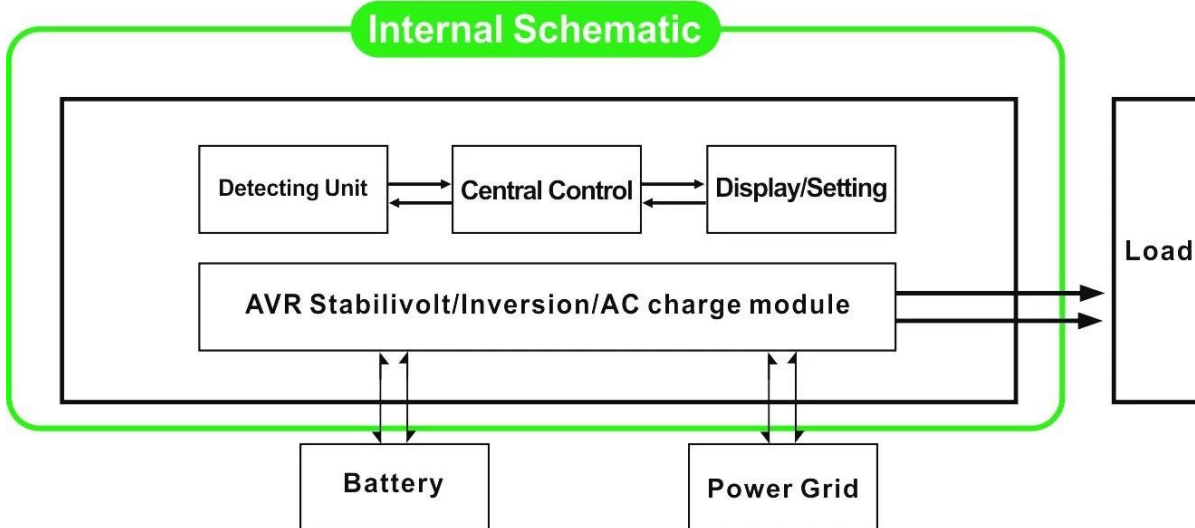 Internal Schematic
Detecting Unit
Central Control
Display/Setting
Load
AVR Stabilivolt/Inversion/AC charge module
Battery
Power Grid